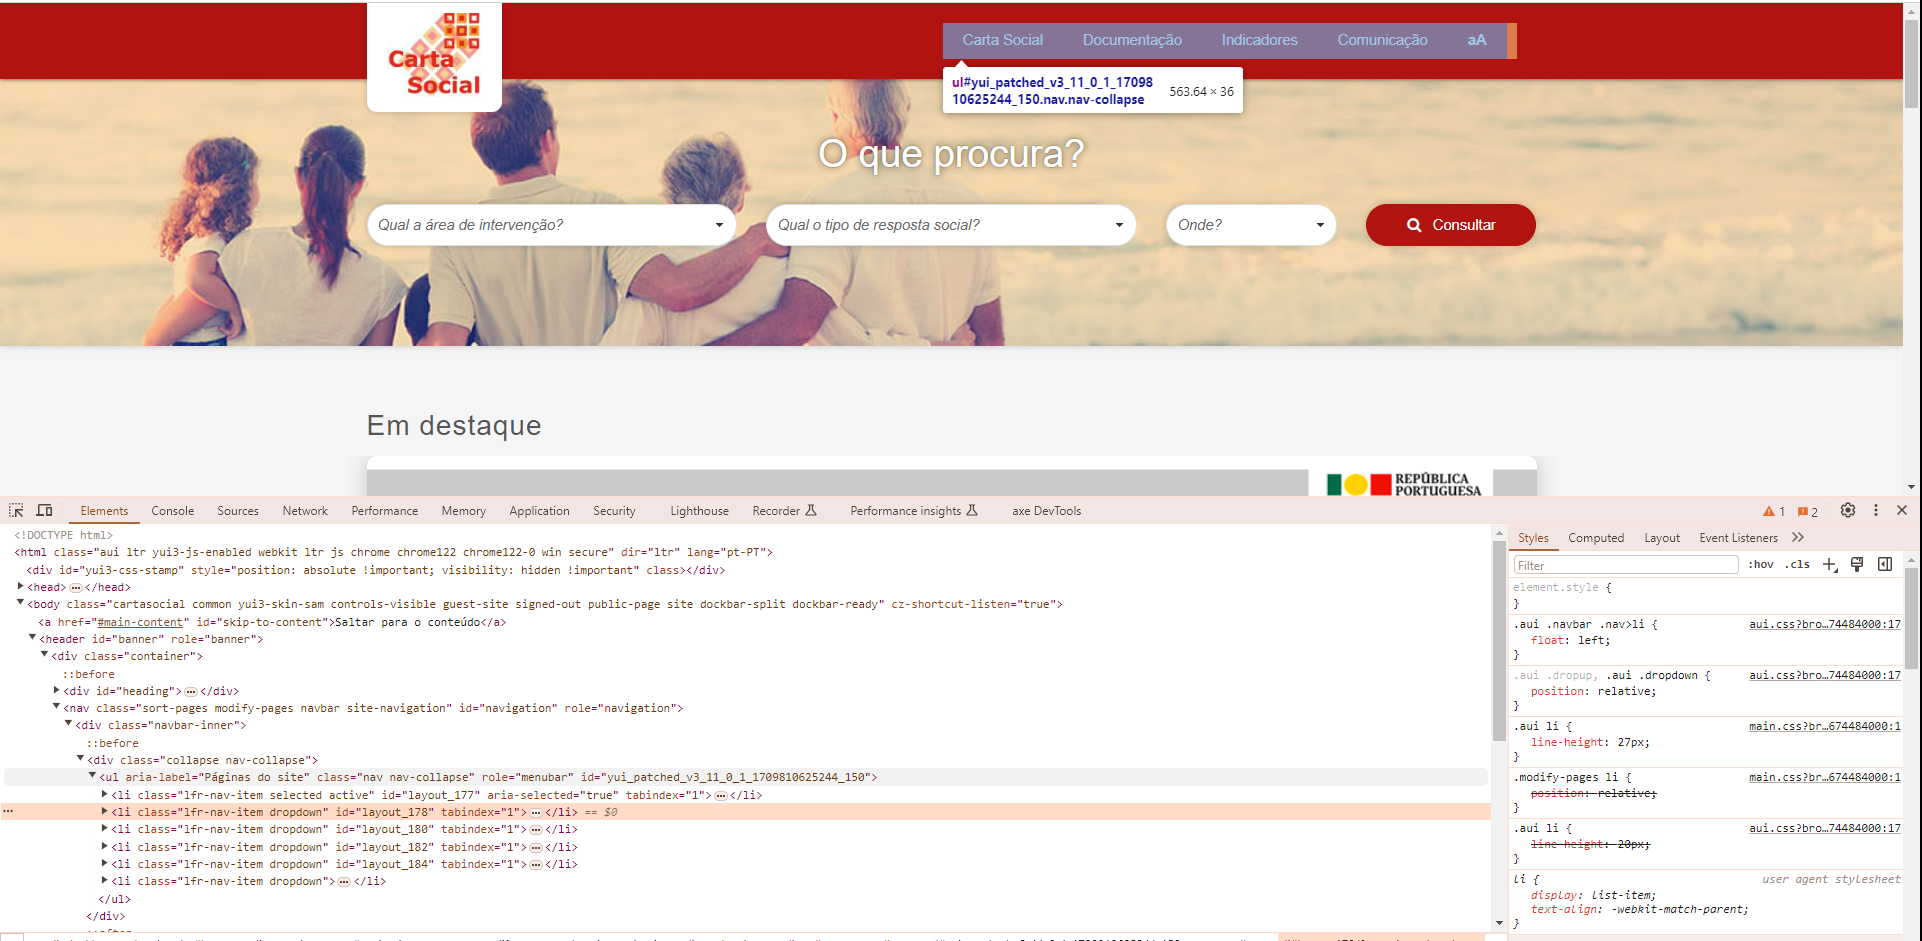 Carta
Social
Carta Social
Documentação
Indicadores
Comunicação
aA
ul#yui_patched_v3_11_0_1_17098
10625244_150.nav.nav-collapse
563.64 × 36
O que procura?
Qual a área de intervenção?
Qual o tipo de resposta social?
Onde?
Consultar
Em destaque
REPÚBLICA
PORTUGUESA
Elements Console Sources Network Performance Memory Application Security Lighthouse Recorder Performance insights axe DevTools
1 2
<!DOCTYPE html>
<html class="aui ltr yui3-js-enabled webkit ltr js chrome chrome122 chrome122-0 win secure" dir="ltr" lang="pt-PT">
<div id="yui3-css-stamp" style="position: absolute !important; visibility: hidden !important" class></div>
<head>…</head>
<body class="cartasocial common yui3-skin-sam controls-visible guest-site signed-out public-page site dockbar-split dockbar-ready" cz-shortcut-listen="true">
<a href="#main-content" id="skip-to-content">Saltar para o conteúdo</a>
<header id="banner" role="banner">
<div class="container">
::before
<div id="heading">…</div>
<nav class="sort-pages modify-pages navbar site-navigation" id="navigation" role="navigation">
<div class="navbar-inner">
::before
<div class="collapse nav-collapse">
<ul aria-label="Páginas do site" class="nav nav-collapse" role="menubar" id="yui_patched_v3_11_0_1_1709810625244_150">
<li class="lfr-nav-item selected active" id="layout_177" aria-selected="true" tabindex="1">…</li>
<li class="lfr-nav-item dropdown" id="layout_178" tabindex="1">…</li> == $0
<li class="lfr-nav-item dropdown" id="layout_180" tabindex="1">…</li>
<li class="lfr-nav-item dropdown" id="layout_182" tabindex="1">…</li>
<li class="lfr-nav-item dropdown" id="layout_184" tabindex="1">…</li>
<li class="lfr-nav-item dropdown">…</li>
</ul>
</div>
Styles Computed Layout Event Listeners
Filter
:hov .cls
element.style {
}
.aui .navbar .nav>li { aui.css?bro…74484000:17
float: left;
}
.aui .dropup, .aui .dropdown { aui.css?bro…74484000:17
position: relative;
}
.aui li { main.css?br…674484000:1
line-height: 27px;
}
.modify-pages li { main.css?br…674484000:1
position: relative;
}
.aui li { aui.css?bro…74484000:17
line-height: 20px;
}
li { user agent stylesheet
display: list-item;
text-align: -webkit-match-parent;
}